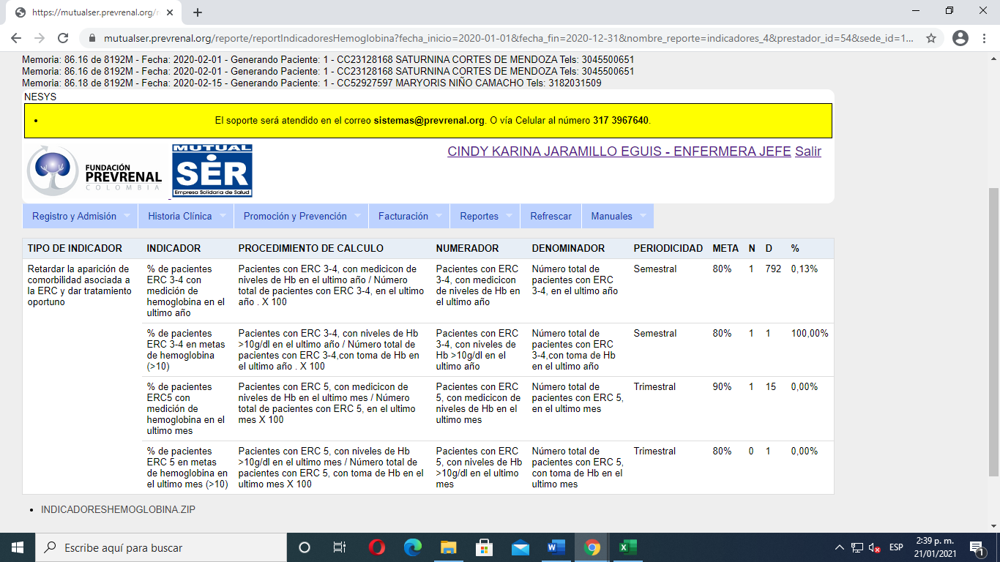 https://mutualser.prevrenal.org/r
mutualser.prevrenal.org/reporte/reportIndicadoresHemoglobina?fecha_inicio=2020-01-01&fecha_fin=2020-12-31&nombre_reporte=indicadores_4&prestador_id=54&sede_id=1...
Memoria: 86.16 de 8192M - Fecha: 2020-02-01 - Generando Paciente: 1 - CC23128168 SATURNINA CORTES DE MENDOZA Tels: 3045500651
Memoria: 86.16 de 8192M - Fecha: 2020-02-01 - Generando Paciente: 1 - CC23128168 SATURNINA CORTES DE MENDOZA Tels: 3045500651
Memoria: 86.18 de 8192M - Fecha: 2020-02-15 - Generando Paciente: 1 - CC52927597 MARYORIS NIÑO CAMACHO Tels: 3182031509
NESYS
• El soporte será atendido en el correo sistemas@prevrenal.org. O vía Celular al número 317 3967640.
FUNDACIÓN
PREVRENAL
COLOMBIA
MUTUAL
SER
Empresa Solidaria de Salud
CINDY KARINA JARAMILLO EGUIS - ENFERMERA JEFE Salir
Registro y Admisión Historia Clínica Promoción y Prevención Facturación Reportes Refrescar Manuales
TIPO DE INDICADOR INDICADOR PROCEDIMIENTO DE CALCULO NUMERADOR DENOMINADOR PERIODICIDAD META N D %
Retardar la aparición de
comorbilidad asociada a
la ERC y dar tratamiento
oportuno
% de pacientes
ERC 3-4 con
medición de
hemoglobina en el
ultimo año
Pacientes con ERC 3-4, con medicicon de
niveles de Hb en el ultimo año / Número
total de pacientes con ERC 3-4, en el ultimo
año . X 100
Pacientes con ERC
3-4, con medicicon
de niveles de Hb en
el ultimo año
Número total de
pacientes con ERC
3-4, en el ultimo año
Semestral 80% 1 792 0,13%
% de pacientes
ERC 3-4 en metas
de hemoglobina
(>10)
Pacientes con ERC 3-4, con niveles de Hb
>10g/dl en el ultimo año / Número total de
pacientes con ERC 3-4,con toma de Hb en
el ultimo año . X 100
Pacientes con ERC
3-4, con niveles de
Hb >10g/dl en el
ultimo año
Número total de
pacientes con ERC
3-4,con toma de Hb
en el ultimo año
Semestral 80% 1 1 100,00%
% de pacientes
ERC5 con
medición de
hemoglobina en el
ultimo mes
Pacientes con ERC 5, con medicicon de
niveles de Hb en el ultimo mes / Número
total de pacientes con ERC 5, en el ultimo
mes X 100
Pacientes con ERC
5, con medicicon de
niveles de Hb en el
ultimo mes
Número total de
pacientes con ERC 5,
en el ultimo mes
Trimestral 90% 1 15 0,00%
% de pacientes
ERC 5 en metas
de hemoglobina en
el ultimo mes (>10)
Pacientes con ERC 5, con niveles de Hb
>10g/dl en el ultimo mes / Número total de
pacientes con ERC 5, con toma de Hb en el
ultimo mes X 100
Pacientes con ERC
5, con niveles de Hb
>10g/dl en el ultimo
mes
Número total de
pacientes con ERC 5,
con toma de Hb en el
ultimo mes
Trimestral 80% 0 1 0,00%
• INDICADORESHEMOGLOBINA.ZIP
Escribe aquí para buscar
ESP
2:39 p. m.
21/01/2021
1